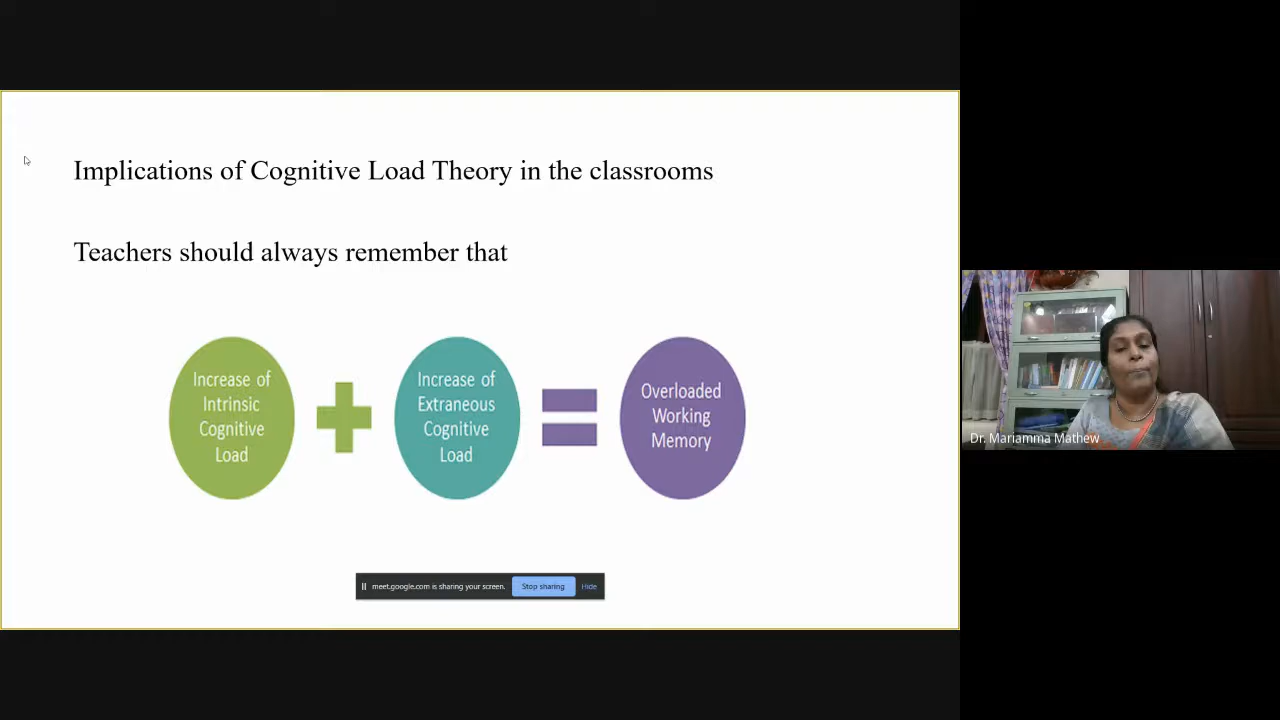 Implications of Cognitive Load Theory in the classrooms
Teachers should always remember that
Increase of
Intrinsic
Cognitive
Load
Increase of
Extraneous
Cognitive
Load
Overloaded
Working
Memory
meet.google.com is sharing your screen.
Stop sharing
Hide
Dr. Mariamma Mathew